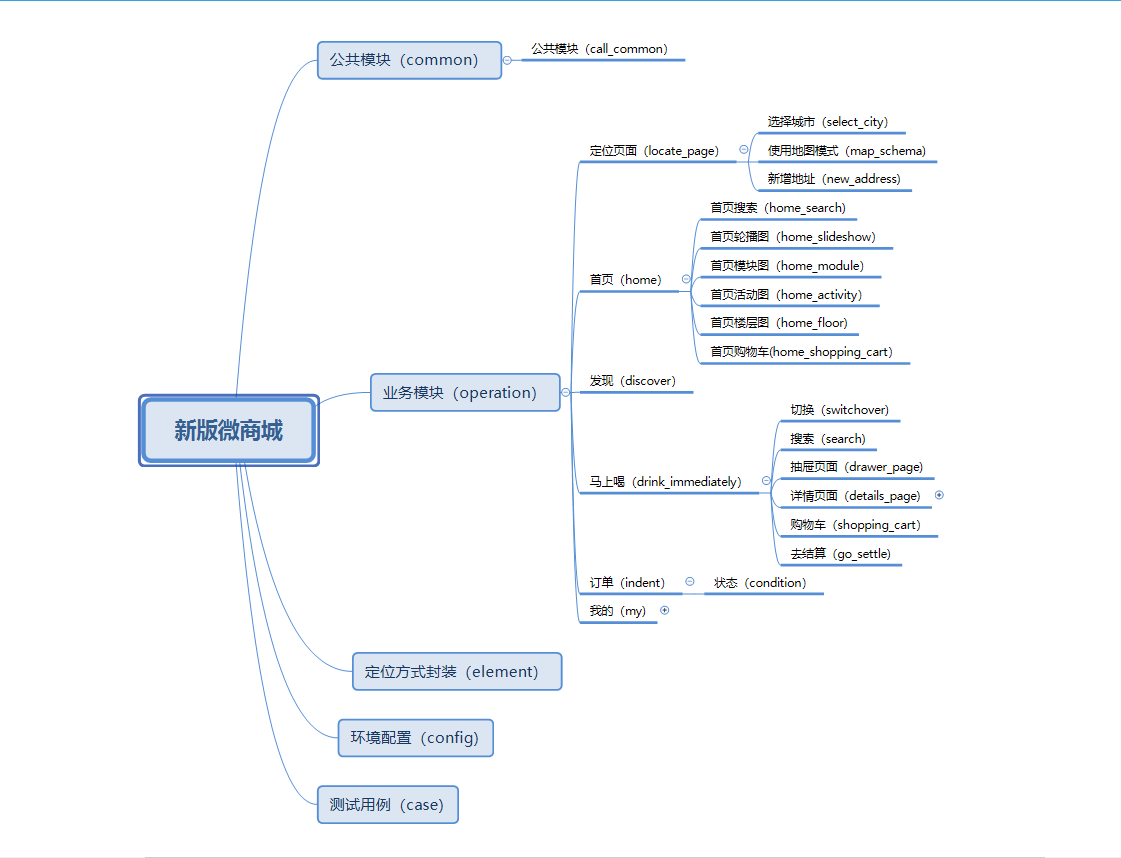 公共模块（common）
公共模块（call_common）
选择城市（select_city）
定位页面（locate_page）
使用地图模式（map_schema）
新增地址（new_address）
首页搜索（home_search）
首页轮播图（home_slideshow）
首页模块图（home_module）
首页（home）
首页活动图（home_activity）
首页楼层图（home_floor）
首页购物车(home_shopping_cart）
发现（discover）
业务模块（operation）
切换（switchover）
新版微商城
搜索（search）
抽屉页面（drawer_page）
马上喝（drink_immediately）
详情页面（details_page）
购物车（shopping_cart）
去结算（go_settle）
订单（indent）
状态（condition）
我的（my）
定位方式封装（element）
环境配置（config）
测试用例（case）